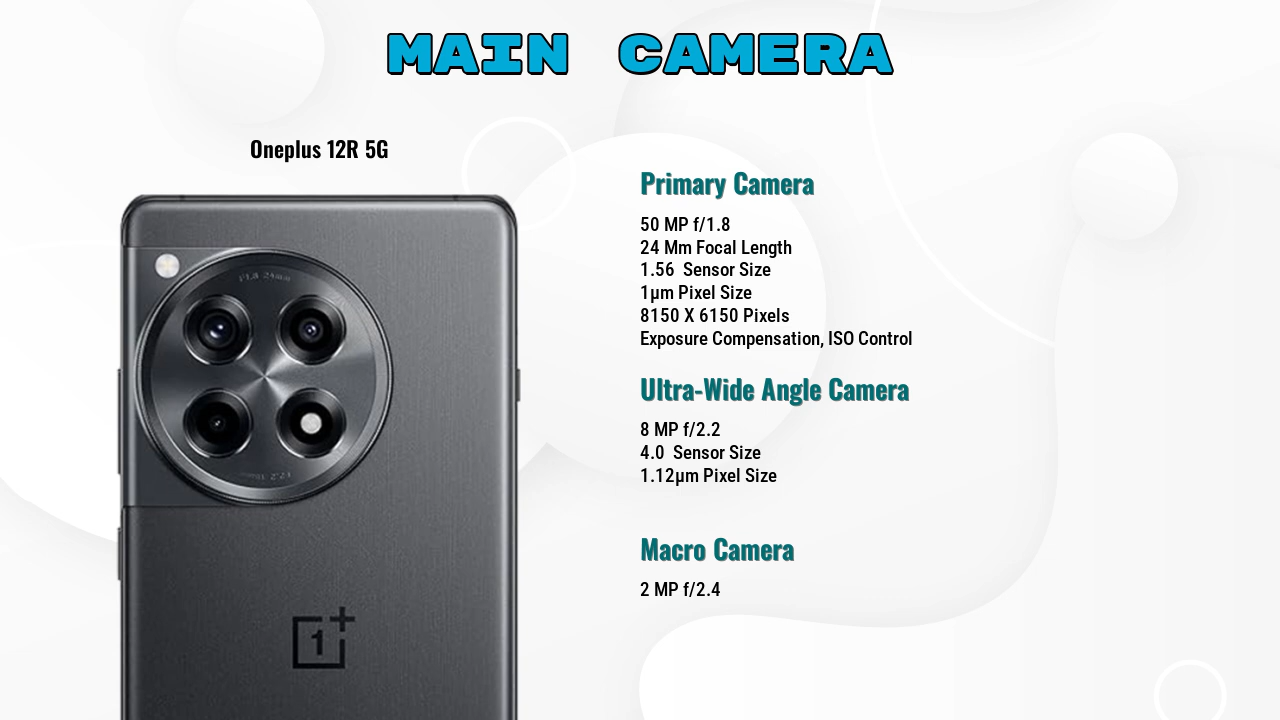 MAIN CAMERA
Oneplus 12R 5G
Primary Camera
50 MP f/1.8
24 Mm Focal Length
1.56  Sensor Size
1µm Pixel Size
8150 X 6150 Pixels
Exposure Compensation, ISO Control
Ultra-Wide Angle Camera
8 MP f/2.2
4.0  Sensor Size
1.12µm Pixel Size
Macro Camera
2 MP f/2.4
1+